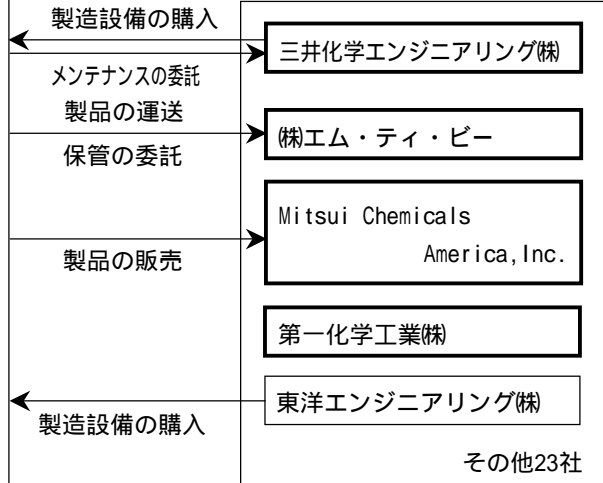 製造設備の購入
三井化学エンジニアリング㈱
メンテナンスの委託
製品の運送
㈱エム・ティ・ビー
保管の委託
Mitsui Chemicals
America,Inc.
製品の販売
第一化学工業㈱
東洋エンジニアリング㈱
製造設備の購入
その他23社